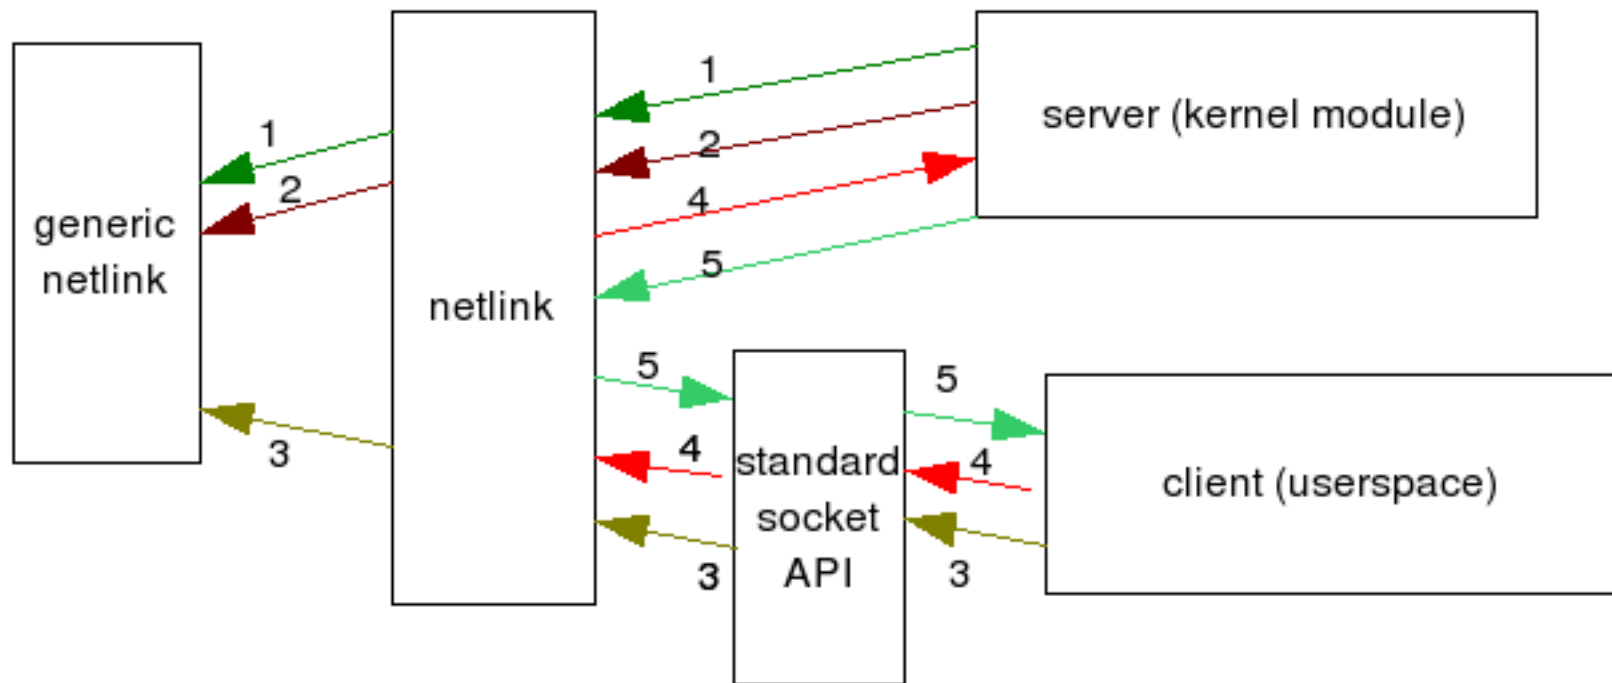 1
server (kernel module)
1
2
2
4
generic
netlink
5
netlink
5
5
3
4
standard
4
client (userspace)
socket
API
3
3